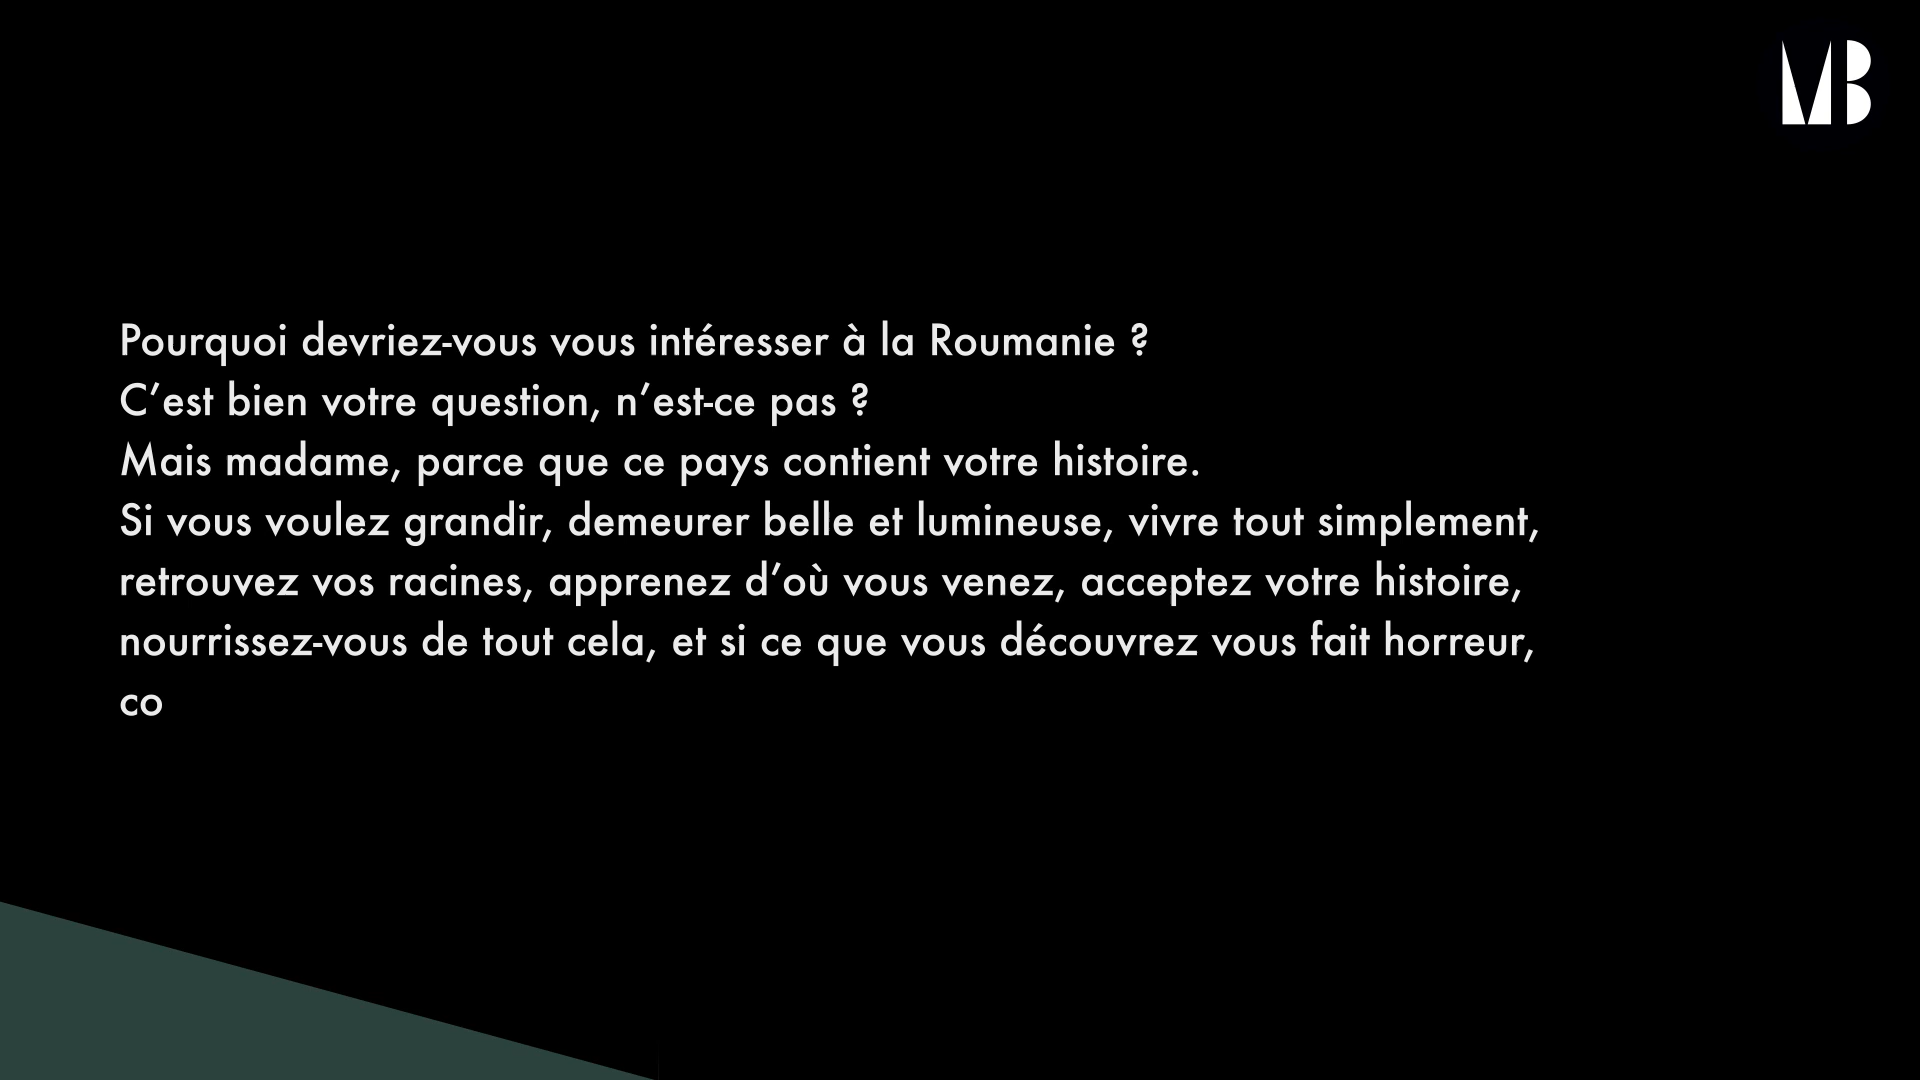 MB
Pourquoi devriez-vous vous intéresser à la Roumanie ?
C’est bien votre question, n’est-ce pas ?
Mais madame, parce que ce pays contient votre histoire.
Si vous voulez grandir, demeurer belle et lumineuse, vivre tout simplement,
retrouvez vos racines, apprenez d’où vous venez, acceptez votre histoire,
nourrissez-vous de tout cela, et si ce que vous découvrez vous fait horreur,
co